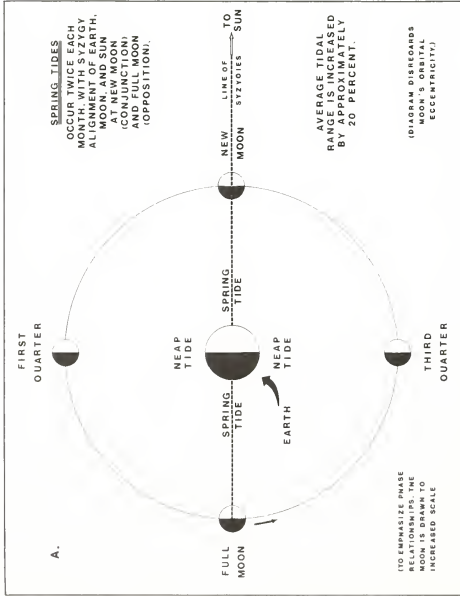 A.
FIRST
QUARTER
SPRING TIDES
OCCUR TWICE EACH
MONTH, WITH SYZYGY
ALIGNMENT OF EARTH,
MOON, AND SUN
AT NEW MOON
(CONJUNCTION)
AND FULL MOON
(OPPOSITION).
FULL
MOON
SPRING
TIDE
NEAP
TIDE
NEAP
TIDE
EARTH
SPRING
TIDE
NEW
MOON
LINE OF
SYZYGIES
TO
SUN
AVERAGE TIDAL
RANGE IS INCREASED
BY APPROXIMATELY
20 PERCENT.
(TO EMPHASIZE PHASE
RELATIONSHIPS, THE
MOON IS DRAWN TO
INCREASED SCALE
THIRD
QUARTER
(DIAGRAM DISREGARDS
MOON'S ORBITAL
ECCENTRICITY.)